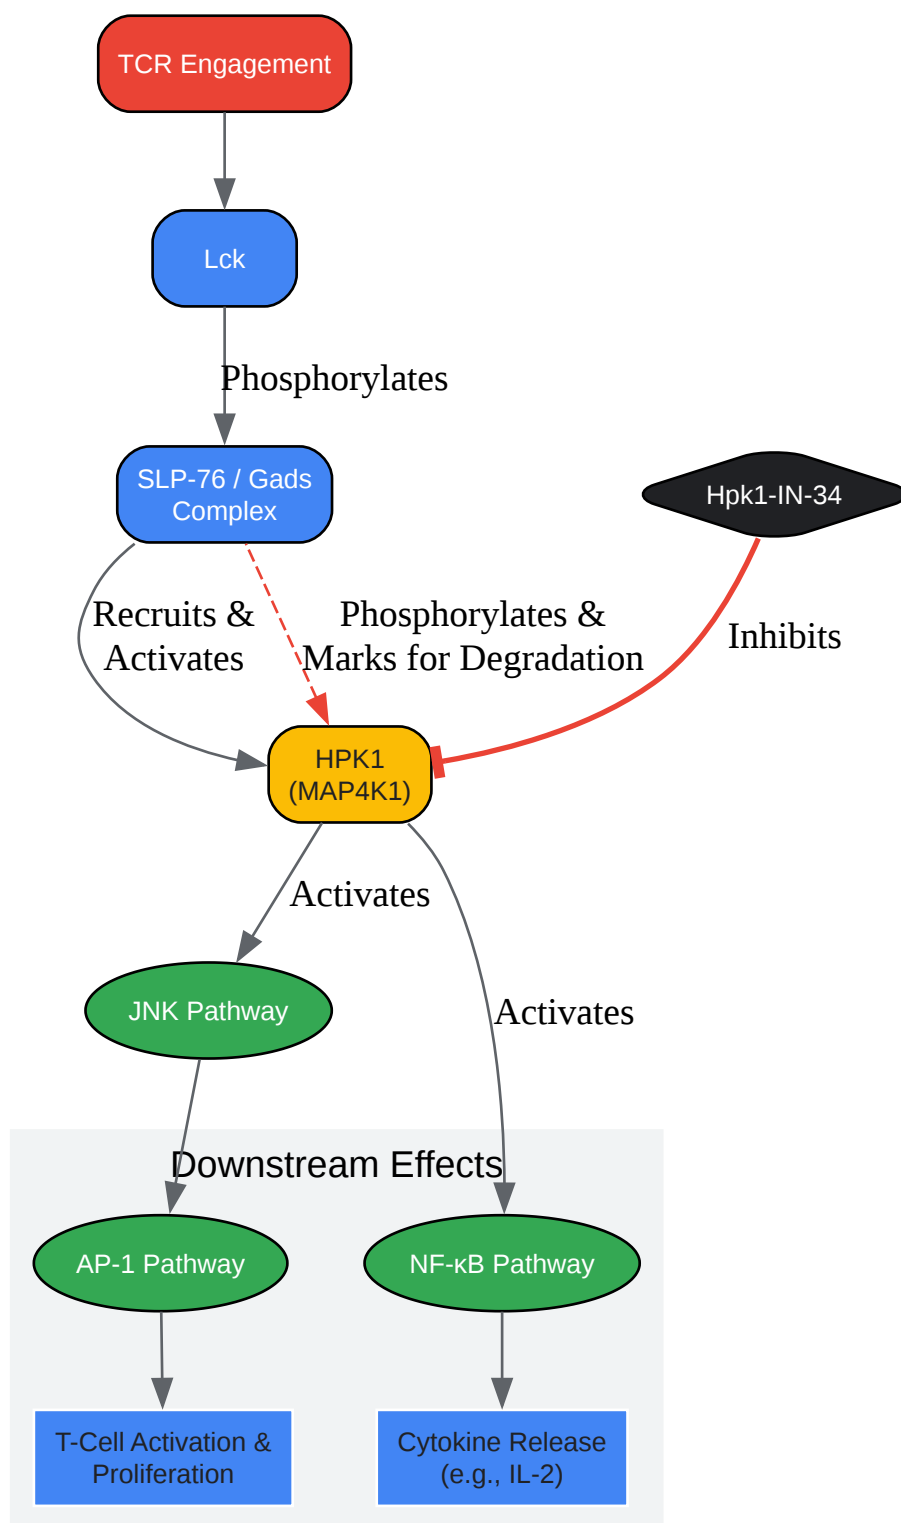 TCR Engagement
Lck
Phosphorylates
SLP-76 / Gads
Complex
Hpk1-IN-34
Recruits &
Activates
Phosphorylates &
Marks for Degradation
Inhibits
HPK1
(MAP4K1)
Activates
JNK Pathway
Activates
Downstream Effects
AP-1 Pathway
NF-κB Pathway
T-Cell Activation &
Proliferation
Cytokine Release
(e.g., IL-2)